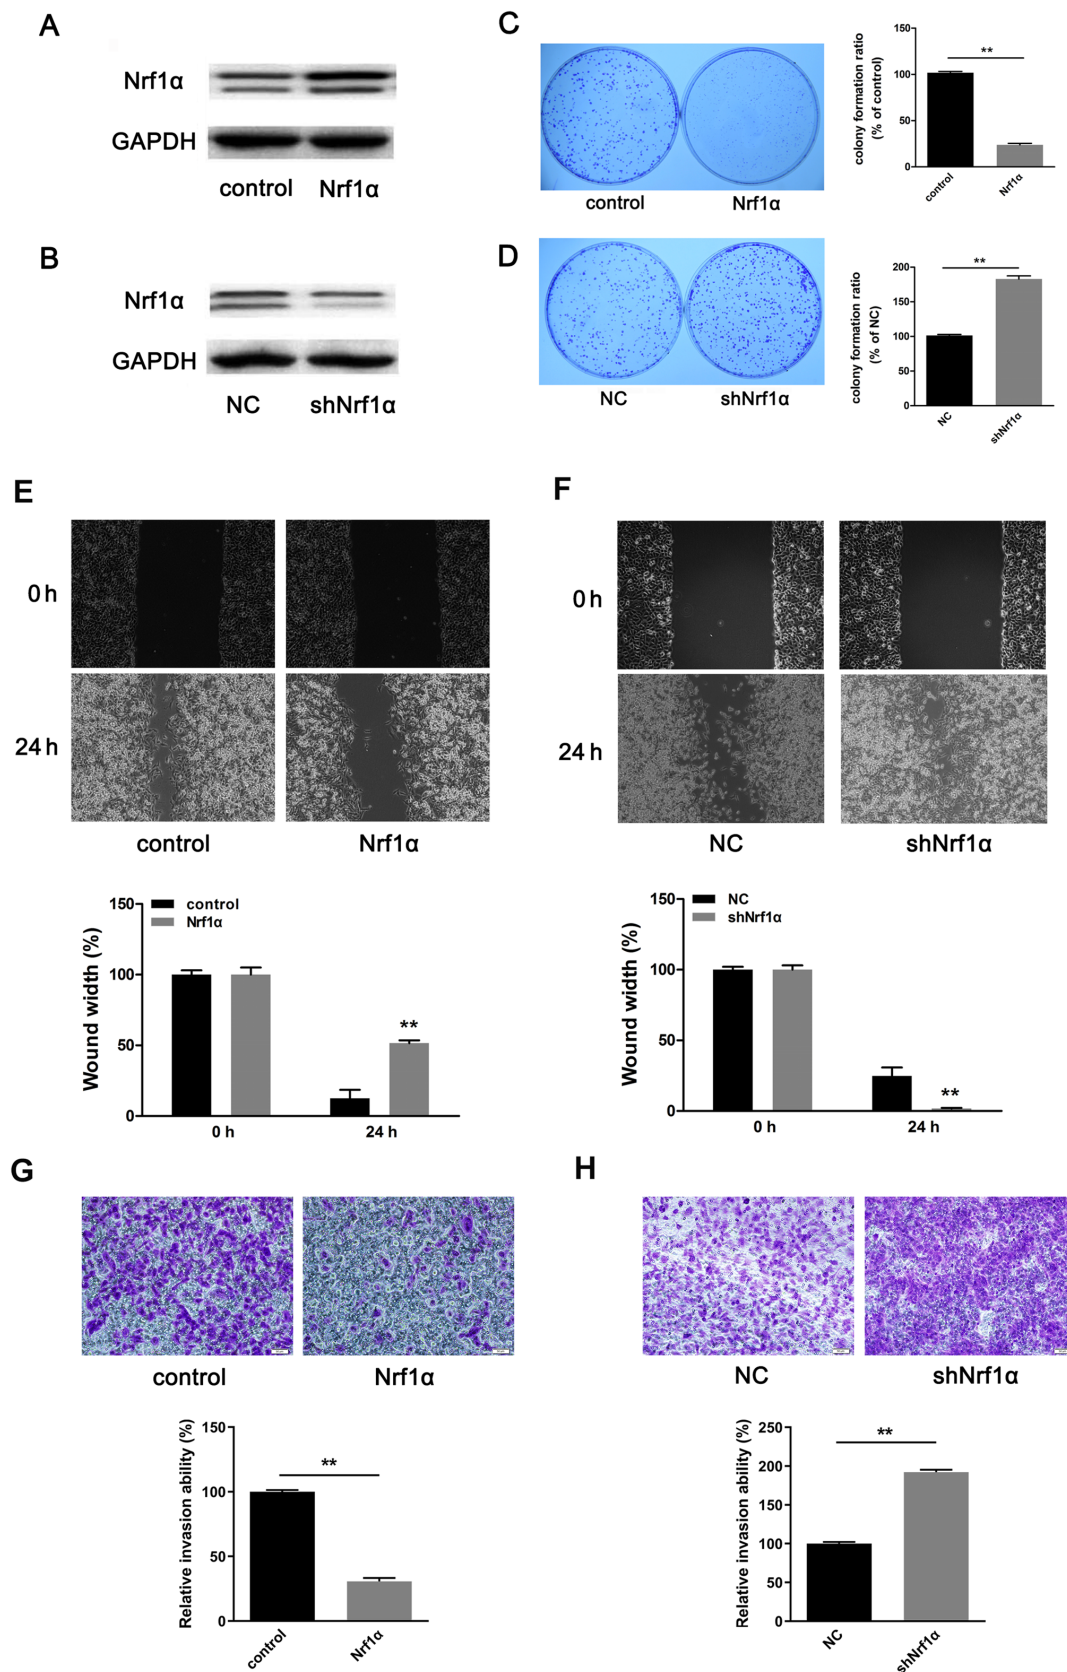 A
Nrf1α
GAPDH
control Nrf1α
B
Nrf1α
GAPDH
NC shNrf1α
C
control Nrf1α
colony formation ratio
(% of control)
150
100
50
0
**
control
Nrf1α
D
NC shNrf1α
colony formation ratio
(% of NC)
200
150
100
50
0
**
NC
shNrf1α
E
0 h
24 h
control Nrf1α
Wound width (%)
150
100
50
0
control
Nrf1α
**
0 h 24 h
F
0 h
24 h
NC shNrf1α
Wound width (%)
150
100
50
0
NC
shNrf1α
**
0 h 24 h
G
control Nrf1α
Relative invasion ability (%)
150
100
50
0
**
control
Nrf1α
H
NC shNrf1α
Relative invasion ability (%)
250
200
150
100
50
0
**
NC
shNrf1α